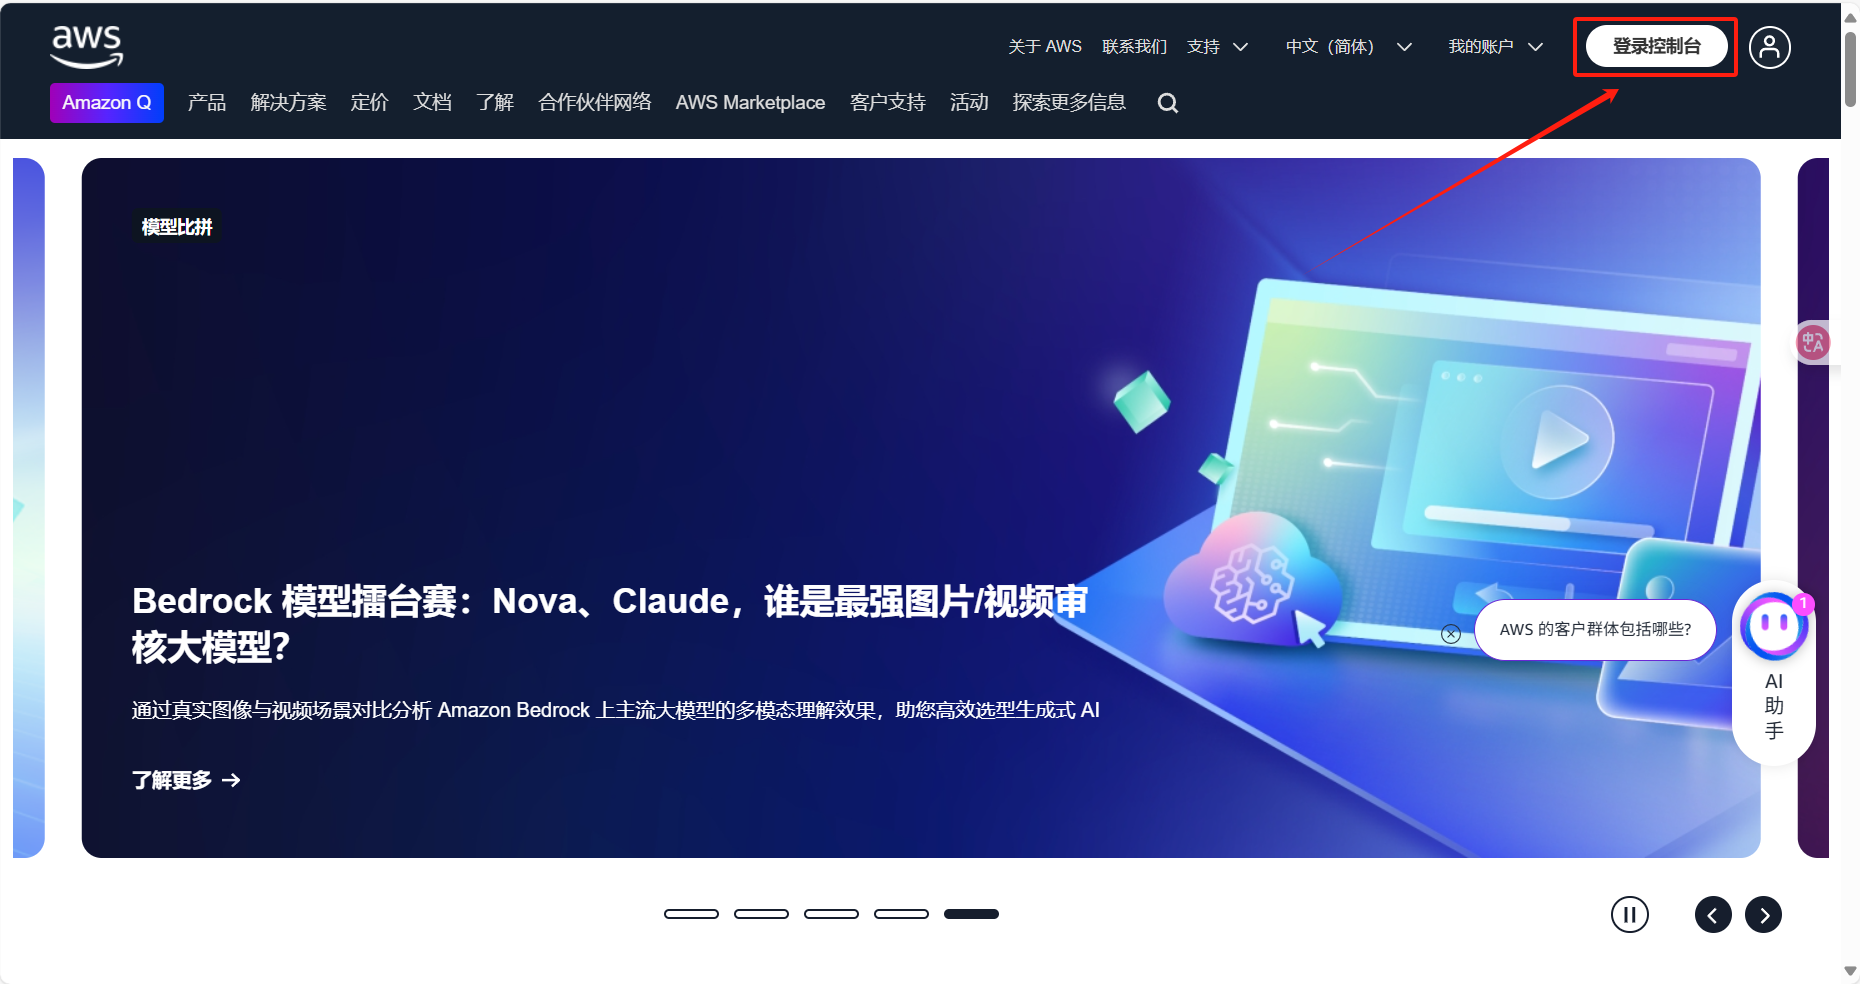 aws
关于 AWS 联系我们 支持 中文（简体） 我的账户 登录控制台
Amazon Q 产品 解决方案 定价 文档 了解 合作伙伴网络 AWS Marketplace 客户支持 活动 探索更多信息
模型比拼
中A
Bedrock 模型擂台赛：Nova、Claude，谁是最强图片/视频审
核大模型？
AWS 的客户群体包括哪些?
1
AI
助
手
通过真实图像与视频场景对比分析 Amazon Bedrock 上主流大模型的多模态理解效果，助您高效选型生成式 AI
了解更多